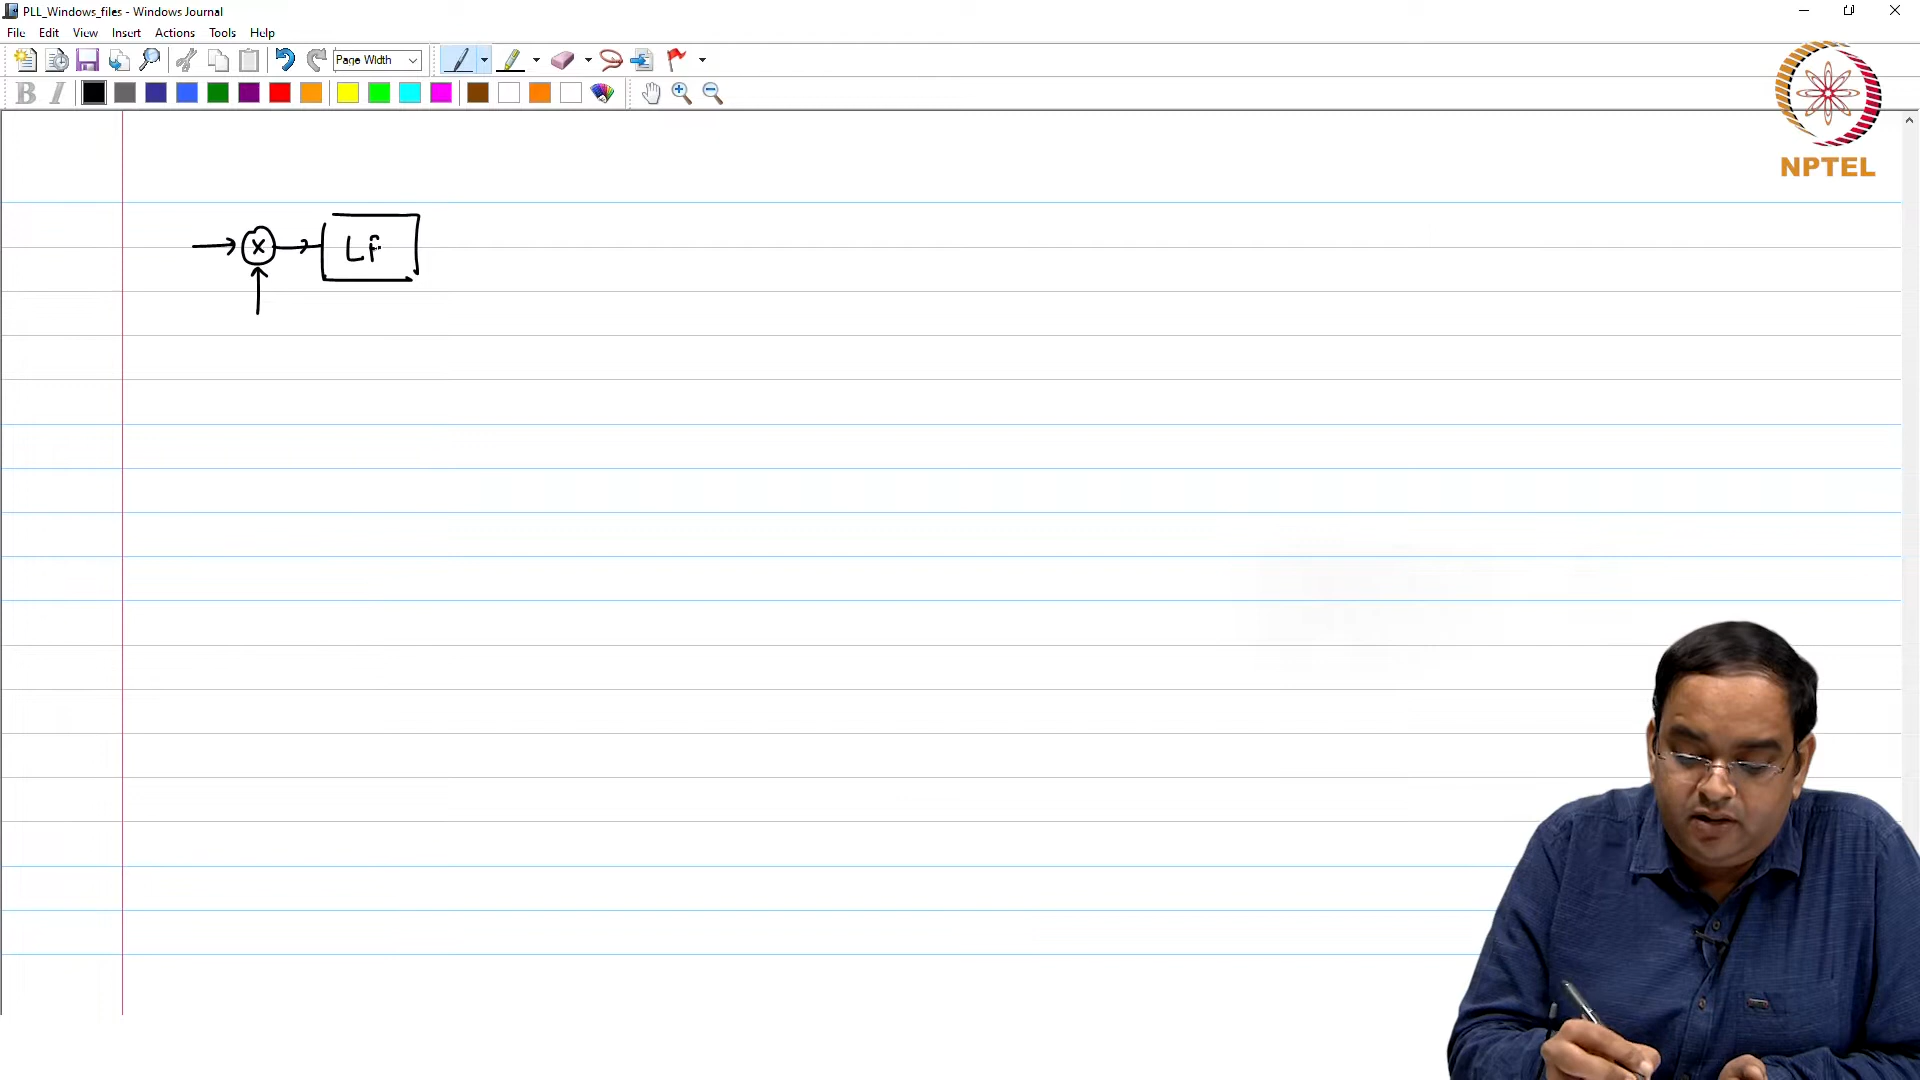 PLL_Windows_files - Windows Journal
File Edit View Insert Actions Tools Help
Page Width
B I
NPTEL
X LF